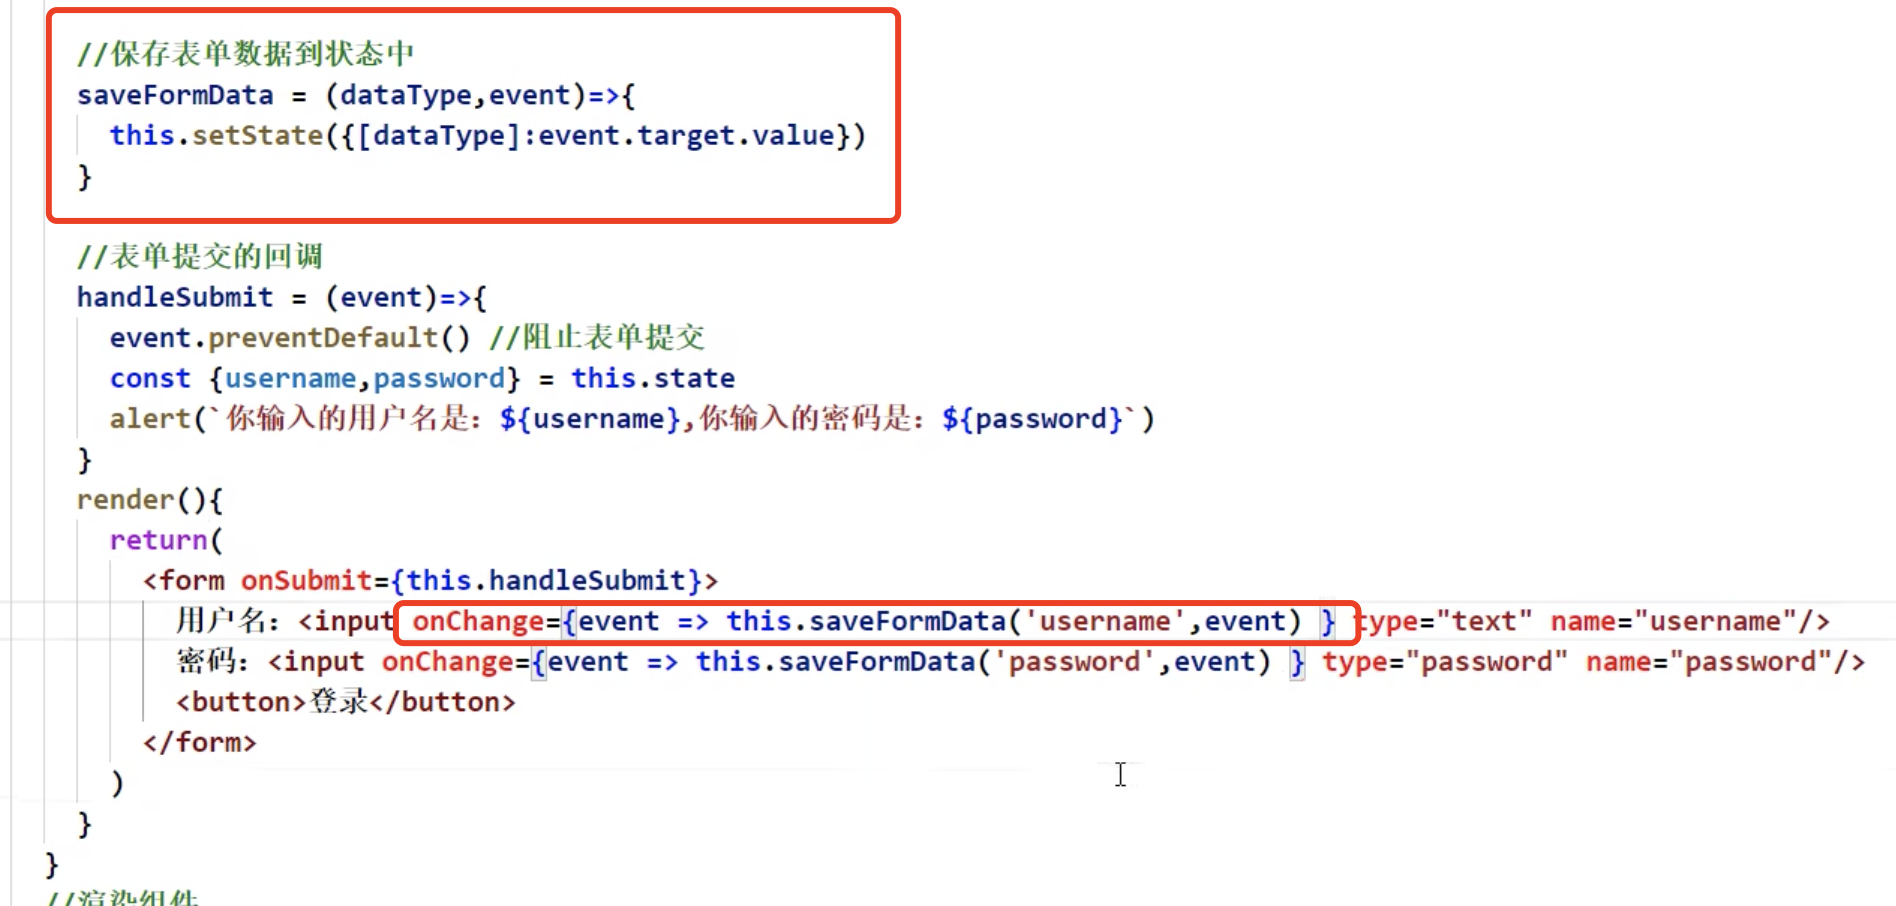 //保存表单数据到状态中
saveFormData = (dataType,event)=>{
this.setState({[dataType]:event.target.value})
}
//表单提交的回调
handleSubmit = (event)=>{
event.preventDefault() //阻止表单提交
const {username,password} = this.state
alert(`你输入的用户名是：${username},你输入的密码是：${password}`)
}
render(){
return(
<form onSubmit={this.handleSubmit}>
用户名：<input onChange={event => this.saveFormData('username',event) } type="text" name="username"/>
密码：<input onChange={event => this.saveFormData('password',event) } type="password" name="password"/>
<button>登录</button>
</form>
)
}
}
//渲染组件